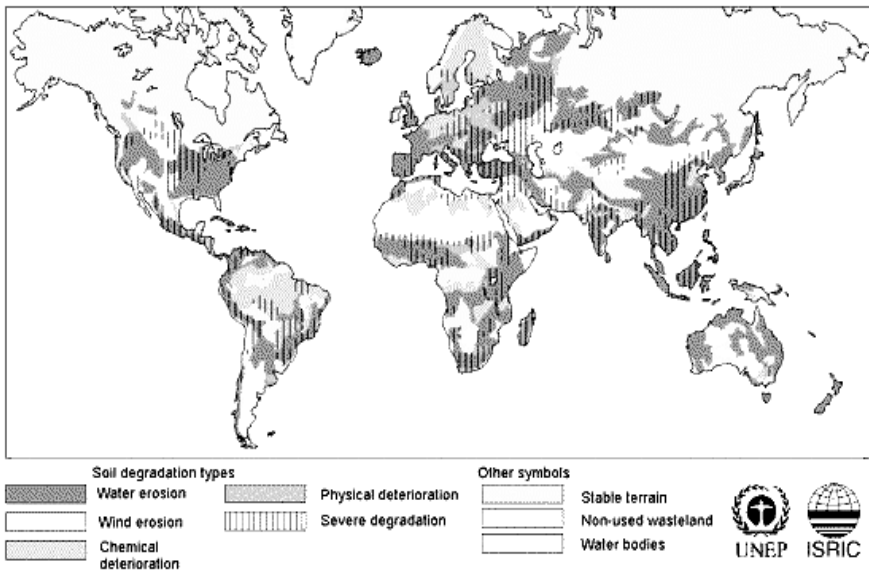 Soil degradation types
Water erosion
Wind erosion
Chemical
deterioration
Physical deterioration
Severe degradation
Other symbols
Stable terrain
Non-used wasteland
Water bodies
UNEP
ISRIC